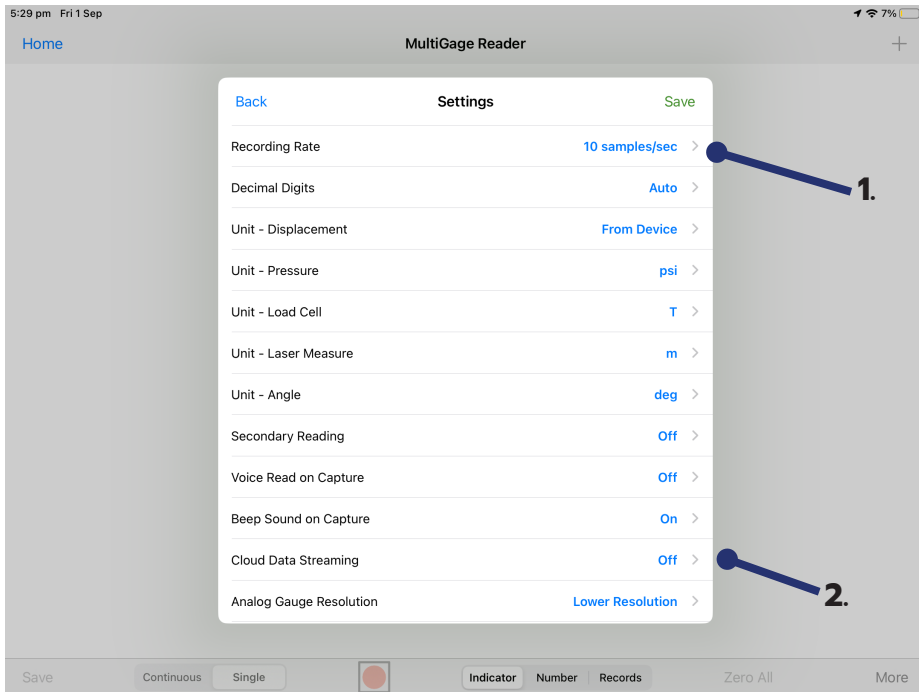 5:29 pm Fri 1 Sep 7%
Home MultiGage Reader +
Back Settings Save
Recording Rate 10 samples/sec
Decimal Digits Auto
Unit - Displacement From Device
Unit - Pressure psi
Unit - Load Cell T
Unit - Laser Measure m
Unit - Angle deg
Secondary Reading Off
Voice Read on Capture Off
Beep Sound on Capture On
Cloud Data Streaming Off
Analog Gauge Resolution Lower Resolution
1.
2.
Save Continuous Single Indicator Number Records Zero All More